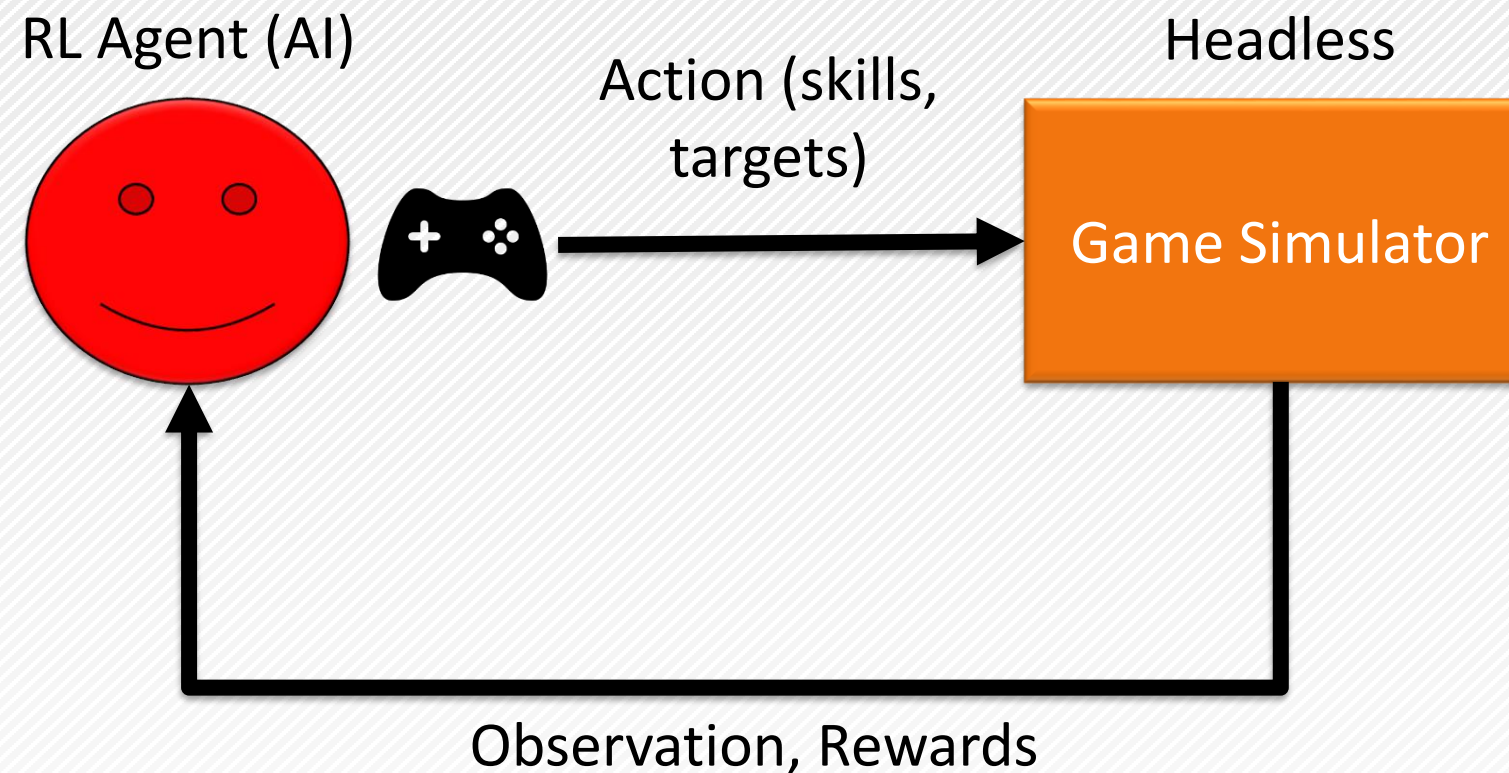 RL Agent (AI)
Action (skills,
targets)
Headless
Game Simulator
Observation, Rewards